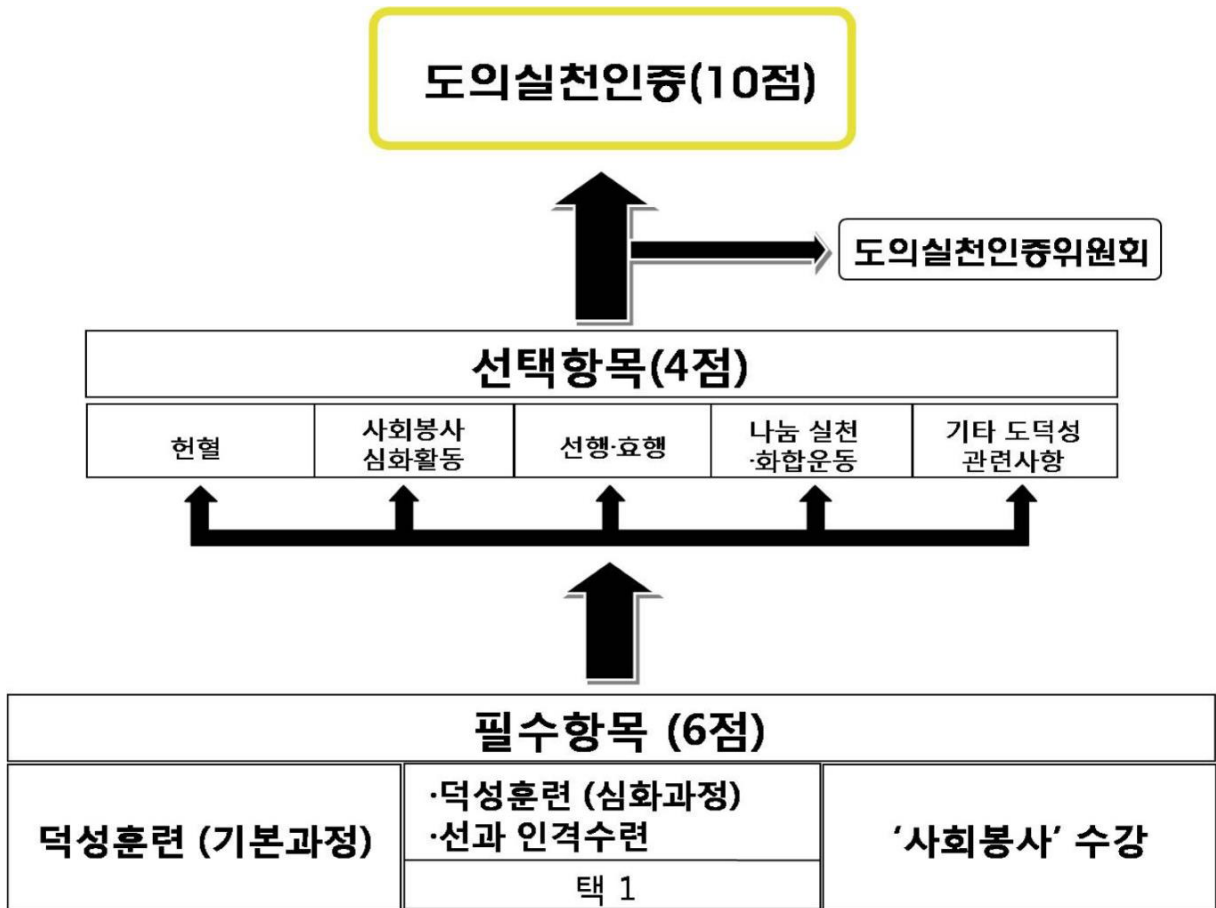 도의실천인증(10점)
도의실천인증위원회
선택항목(4점)
헌혈
사회봉사
심화활동
선행·효행
나눔 실천
·화합운동
기타 도덕성
관련사항
필수항목 (6점)
덕성훈련 (기본과정)
·덕성훈련 (심화과정)
·선과 인격수련
택 1
‘사회봉사’ 수강